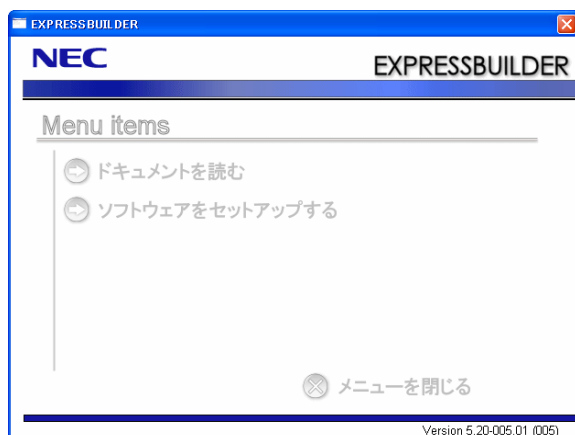 EXPRESSBUILDER
NEC
EXPRESSBUILDER
Menu items
ドキュメントを読む
ソフトウェアをセットアップする
メニューを閉じる
Version 5.20-005.01 (005)